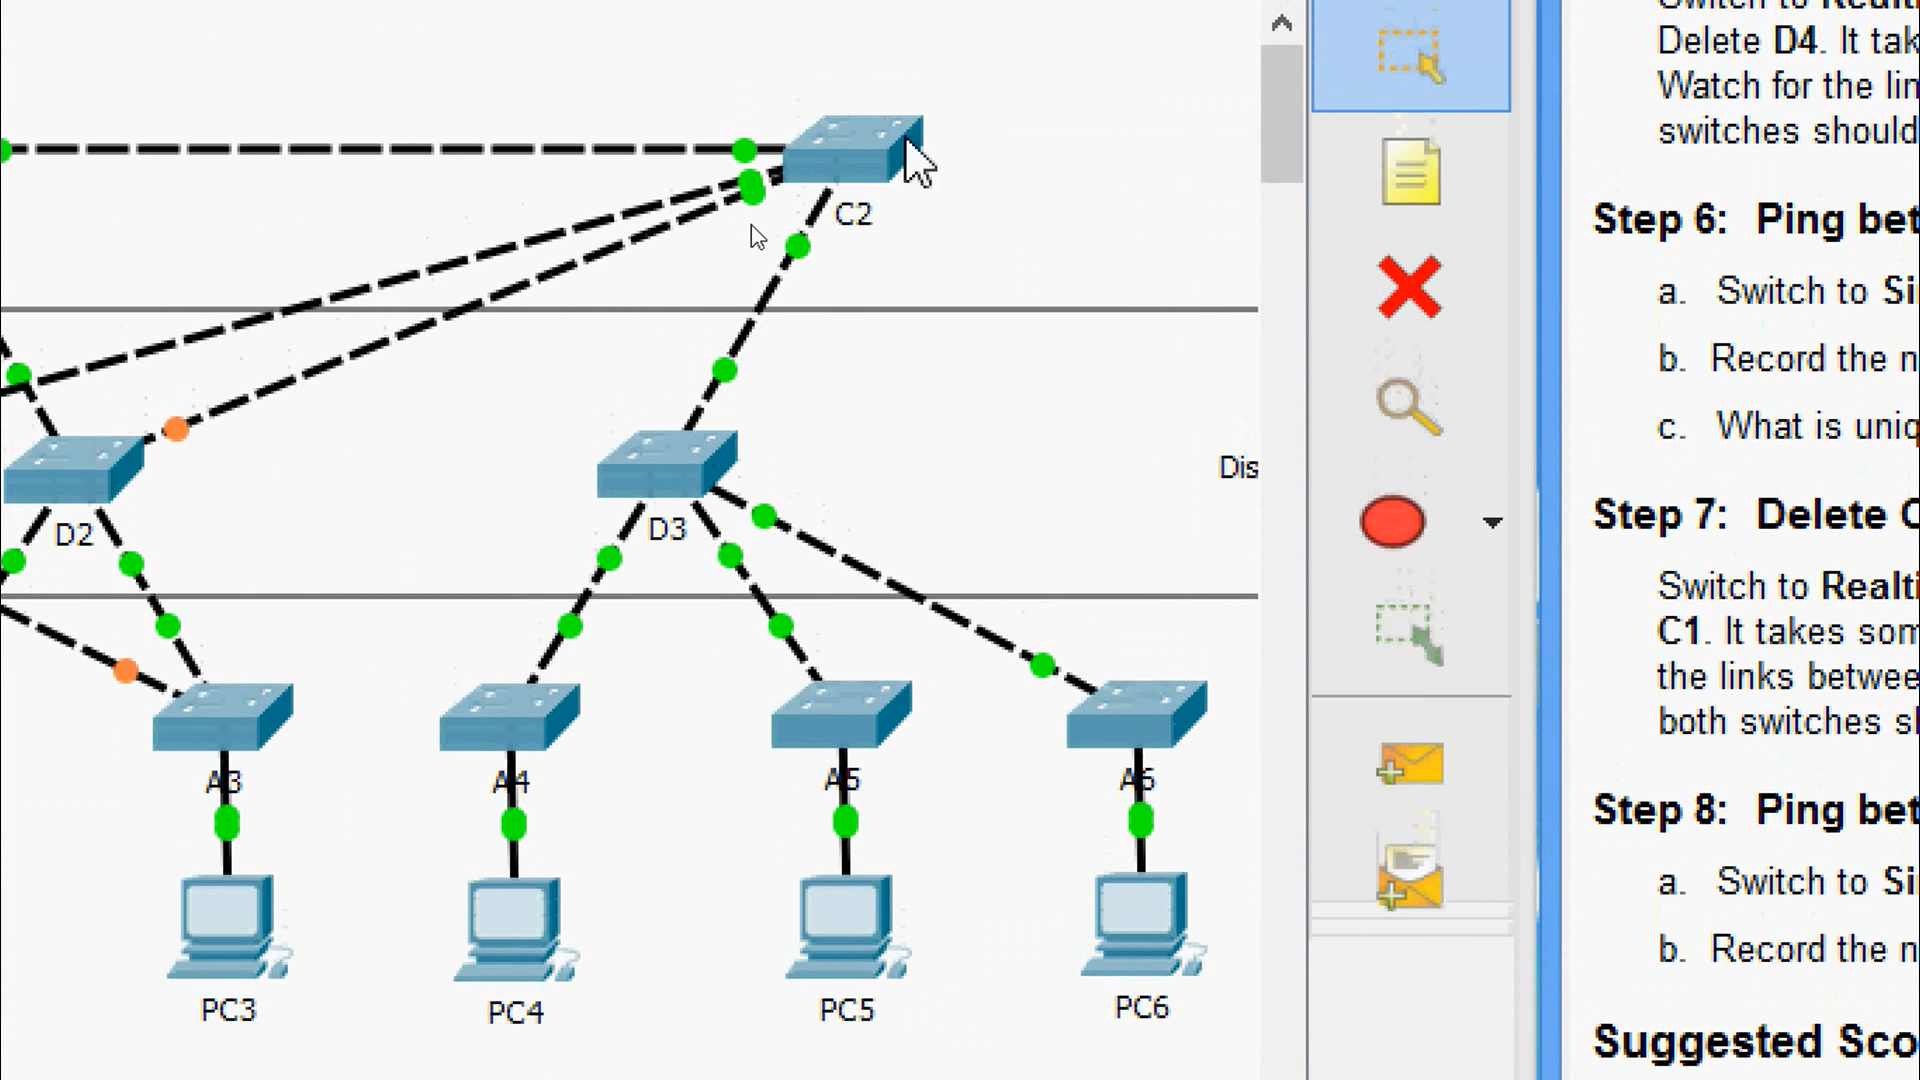 C2
Dis
D2
D3
A3
A4
A5
A6
PC3
PC4
PC5
PC6
Delete D4. It tak
Watch for the lin
switches should
Step 6: Ping bet
a. Switch to Si
b. Record the n
c. What is uniq
Step 7: Delete C
Switch to Realti
C1. It takes som
the links betwee
both switches sl
Step 8: Ping bet
a. Switch to Si
b. Record the n
Suggested Sco